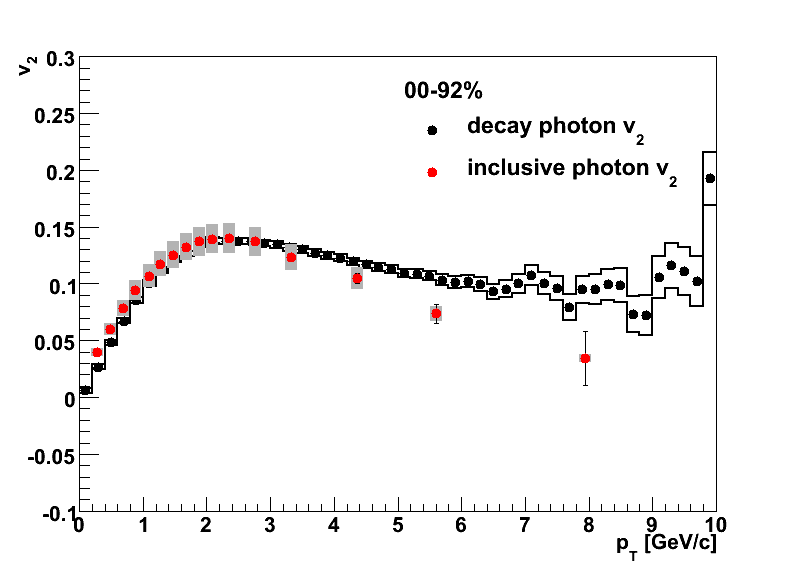 v2
0.3
0.25
0.2
0.15
0.1
0.05
0
-0.05
-0.1
00-92%
decay photon v2
inclusive photon v2
0 1 2 3 4 5 6 7 8 9 10
pT [GeV/c]